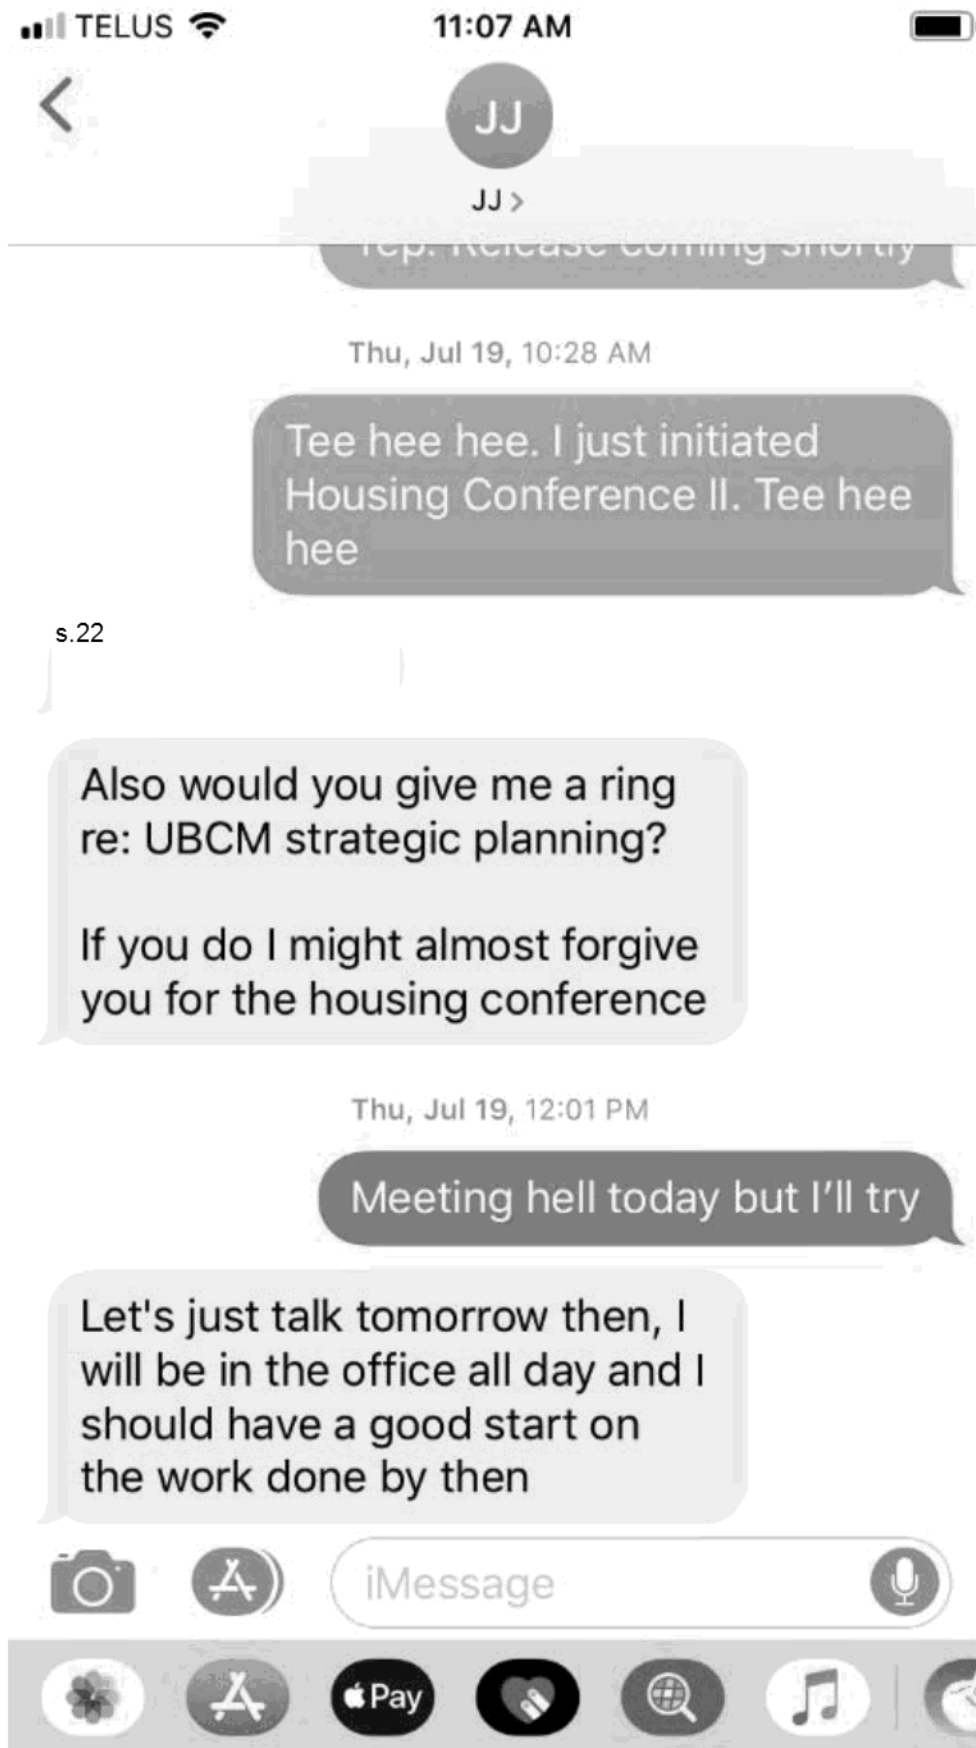 TELUS 11:07 AM
JJ
JJ >
rep. Release coming shortly
Thu, Jul 19, 10:28 AM
Tee hee hee. I just initiated
Housing Conference II. Tee hee
hee
s.22
Also would you give me a ring
re: UBCM strategic planning?
If you do I might almost forgive
you for the housing conference
Thu, Jul 19, 12:01 PM
Meeting hell today but I'll try
Let's just talk tomorrow then, I
will be in the office all day and I
should have a good start on
the work done by then
iMessage
Pay